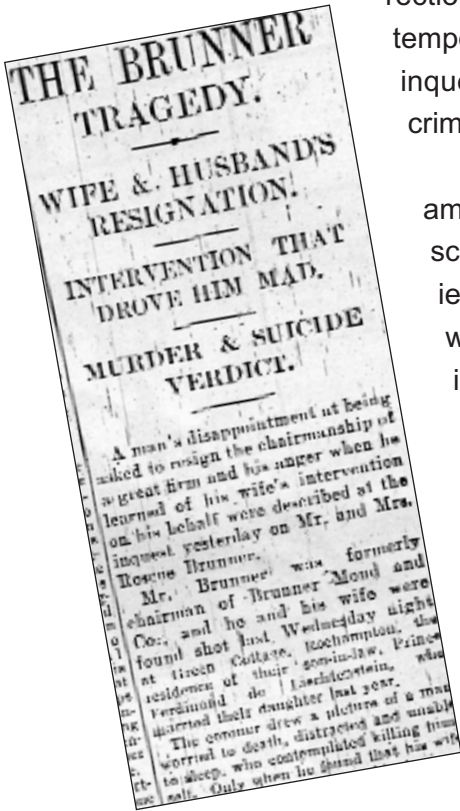 THE BRUNNER
TRAGEDY.
WIFE & HUSBAND'S
RESIGNATION.
INTERVENTION THAT
DROVE HIM MAD.
MURDER & SUICIDE
VERDICT.
A man's disappointment at being
asked to resign the chairmanship of
a great firm and his anger when he
learned of his wife's intervention
on his behalf were described at the
inquest yesterday on Mr. and Mrs.
Roscoe Brunner.
Mr. Brunner was formerly
chairman of Brunner Mond and
Co., and he and his wife were
found shot last Wednesday night
at Green Cottage, Roehampton, the
residence of their son-in-law, Prince
Ferdinand de Liechtenstein, who
married their daughter last year.
The coroner drew a picture of a man
worried to death, distracted and unable
to sleep, who contemplated killing him-
self. Only when he found that his wife
tempe
inque
crim
am
sc
ie
w
i